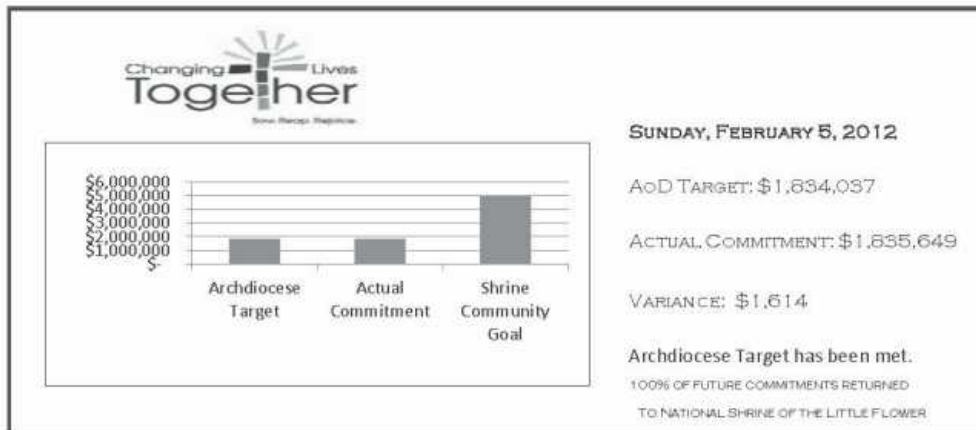 Changing Lives
Together
Sow. Reap. Rejoice.
$6,000,000
$5,000,000
$4,000,000
$3,000,000
$2,000,000
$1,000,000
$-
Archdiocese
Target
Actual
Commitment
Shrine
Community
Goal
SUNDAY, FEBRUARY 5, 2012
AOD TARGET: $1,834,037
ACTUAL COMMITMENT: $1,835,649
VARIANCE: $1,614
Archdiocese Target has been met.
100% OF FUTURE COMMITMENTS RETURNED
TO NATIONAL SHRINE OF THE LITTLE FLOWER